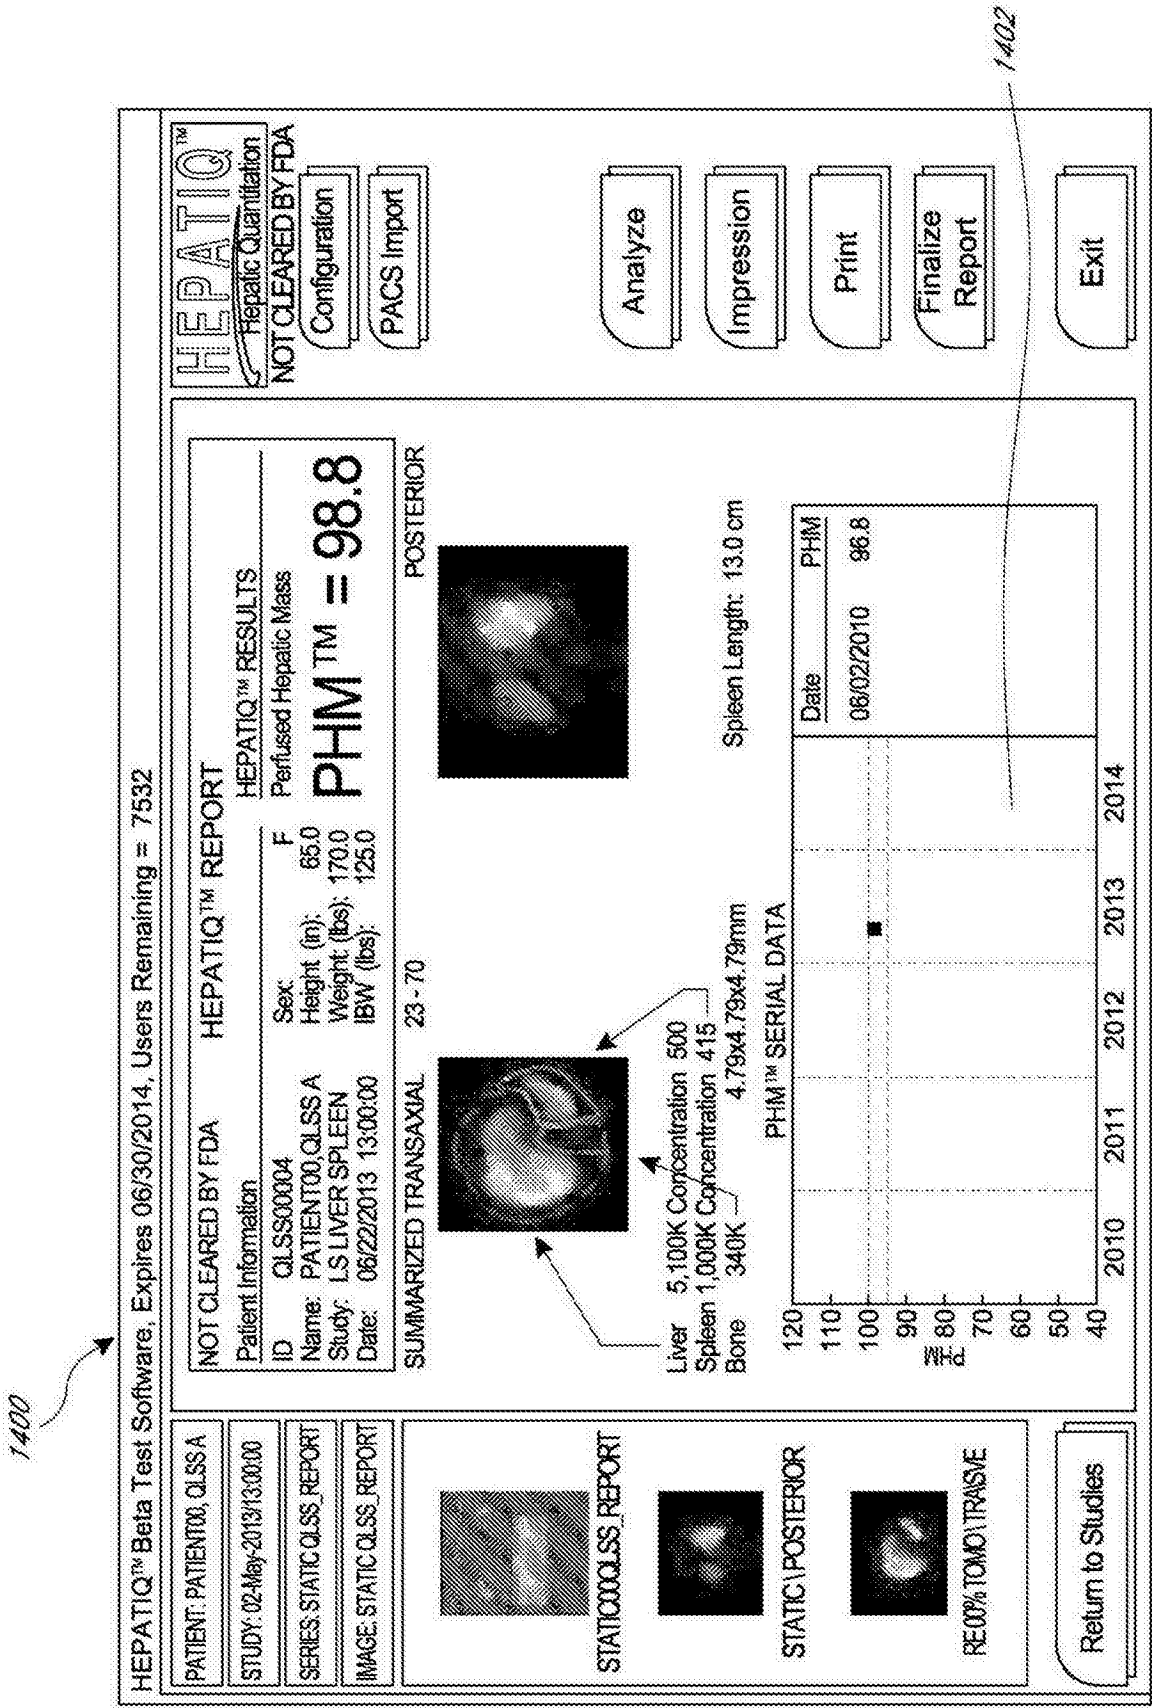 1400
HEPATIQ™ Beta Test Software, Expires 06/30/2014, Users Remaining = 7532
PATIENT: PATIENT00, QLSS A
STUDY: 02-May-2013/13:00:00
SERIES: STATIC QLSS_REPORT
IMAGE: STATIC QLSS_REPORT
STATIC000QLSS_REPORT
STATIC \ POSTERIOR
RE00% TOMO \ TRAISVE
Return to Studies
NOT CLEARED BY FDA HEPATIQ™ REPORT
Patient Information
ID QLSS00004
Name: PATIENT00,QLSS A
Study: LS LIVER SPLEEN
Date: 06/22/2013 13:00:00
Sex: F
Height (in): 65.0
Weight (lbs): 170.0
IBW (lbs): 125.0
HEPATIQ™ RESULTS
Perfused Hepatic Mass
PHM™ = 98.8
SUMMARIZED TRANSAXIAL 23 - 70 POSTERIOR
Liver 5,100K Concentration 500
Spleen 1,000K Concentration 415
Bone 340K 4.79x4.79x4.79mm
Spleen Length: 13.0 cm
PHM™ SERIAL DATA
120
110
100
90
80
70
60
50
40
PHM
2010 2011 2012 2013 2014
Date PHM
06/02/2010 96.8
HEPATIQ™
Hepatic Quantitation
NOT CLEARED BY FDA
Configuration
PACS Import
Analyze
Impression
Print
Finalize
Report
Exit
1402